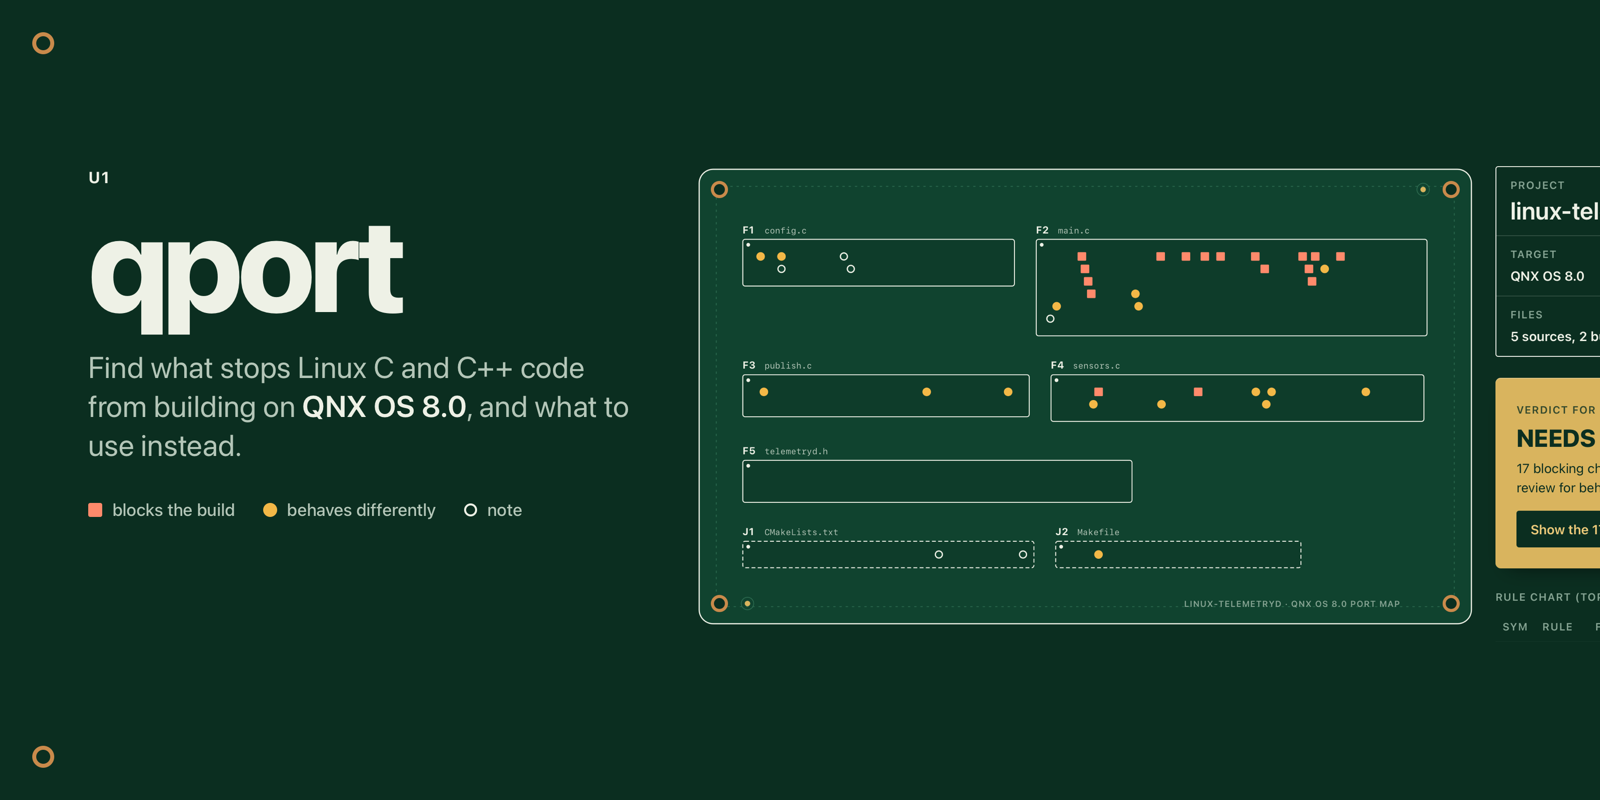 U1
qport
Find what stops Linux C and C++ code
from building on QNX OS 8.0, and what to
use instead.
blocks the build
behaves differently
note
F1 config.c
F2 main.c
F3 publish.c
F4 sensors.c
F5 telemetryd.h
J1 CMakeLists.txt
J2 Makefile
LINUX-TELEMETRYD · QNX OS 8.0 PORT MAP
PROJECT
linux-tel
TARGET
QNX OS 8.0
FILES
5 sources, 2 b
VERDICT FOR
NEEDS
17 blocking ch
review for beh
Show the 17
RULE CHART (TOP
SYM RULE F